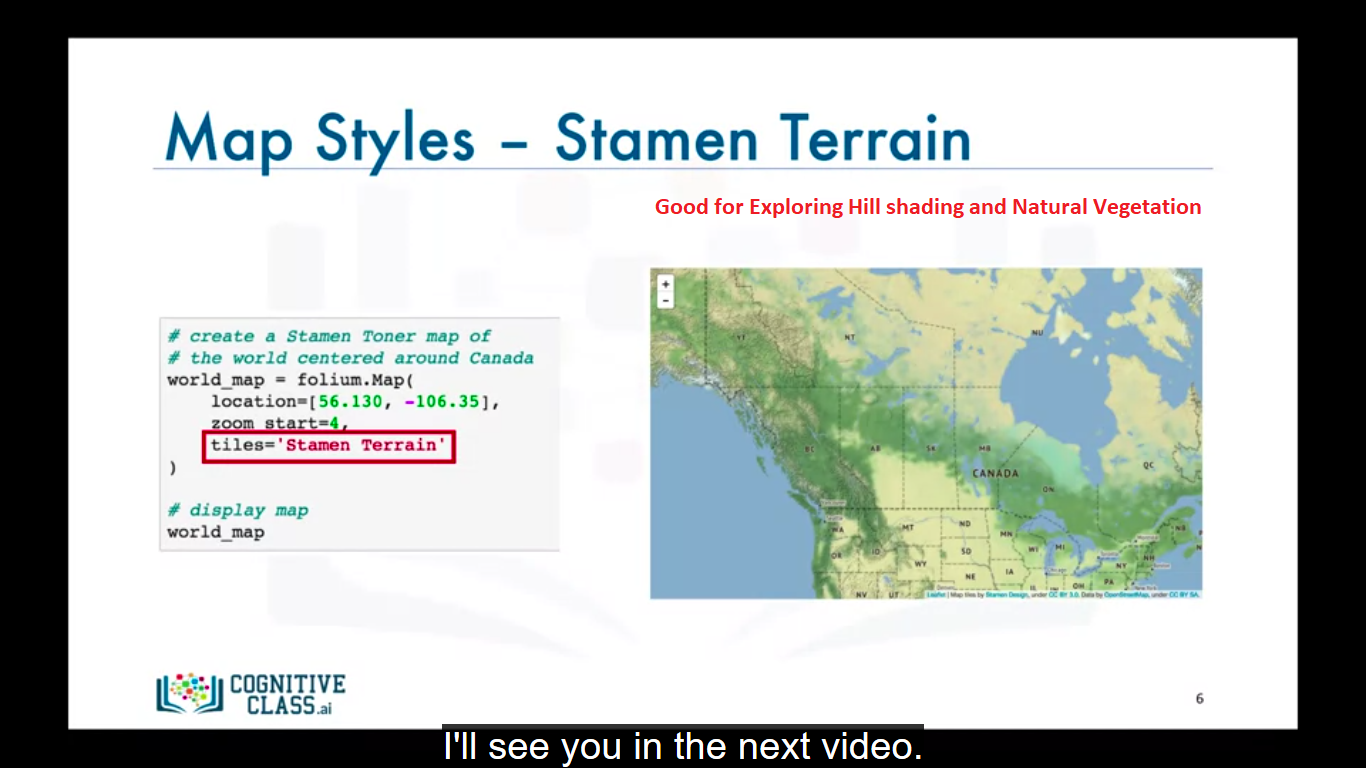 Map Styles – Stamen Terrain
Good for Exploring Hill shading and Natural Vegetation
# create a Stamen Toner map of
# the world centered around Canada
world_map = folium.Map(
    location=[56.130, -106.35],
    zoom_start=4,
    tiles='Stamen Terrain'
)
# display map
world_map
+
-
YT
NT
NU
BC
AB
SK
MB
CANADA
ON
QC
NB
WA
MT
ND
MN
OR
ID
WY
SD
WI
MI
NY
NH
NE
IA
PA
OH
NV
UT
Leaflet | Map tiles by Stamen Design, under CC BY 3.0. Data by OpenStreetMap, under CC BY SA.
COGNITIVE
CLASS.ai
6
I'll see you in the next video.